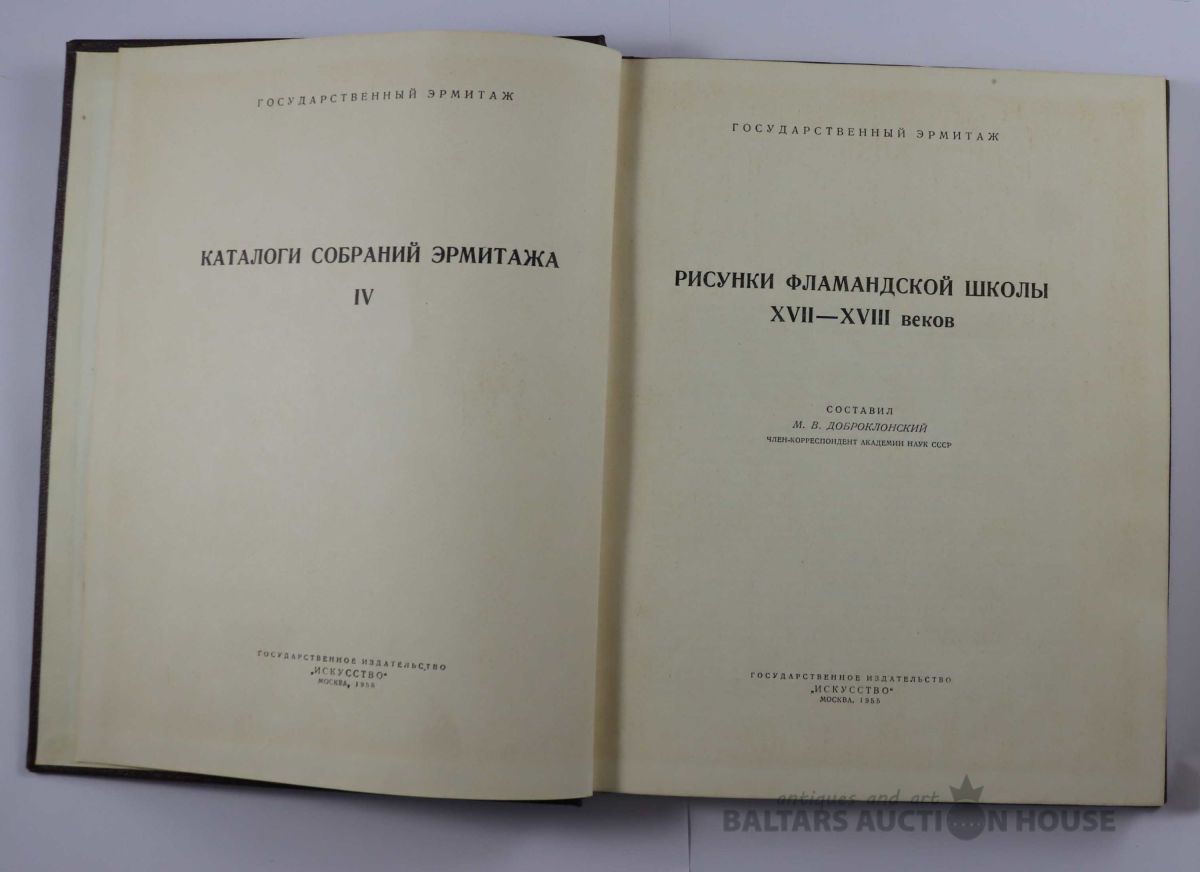 ГОСУДАРСТВЕННЫЙ ЭРМИТАЖ
КАТАЛОГИ СОБРАНИЙ ЭРМИТАЖА
IV
ГОСУДАРСТВЕННОЕ ИЗДАТЕЛЬСТВО
„ИСКУССТВО“
МОСКВА, 1955
ГОСУДАРСТВЕННЫЙ ЭРМИТАЖ
РИСУНКИ ФЛАМАНДСКОЙ ШКОЛЫ
XVII—XVIII веков
СОСТАВИЛ
М. В. ДОБРОКЛОНСКИЙ
ЧЛЕН-КОРРЕСПОНДЕНТ АКАДЕМИИ НАУК СССР
ГОСУДАРСТВЕННОЕ ИЗДАТЕЛЬСТВО
„ИСКУССТВО“
МОСКВА, 1955
antiques and art
BALTARS AUCTION HOUSE